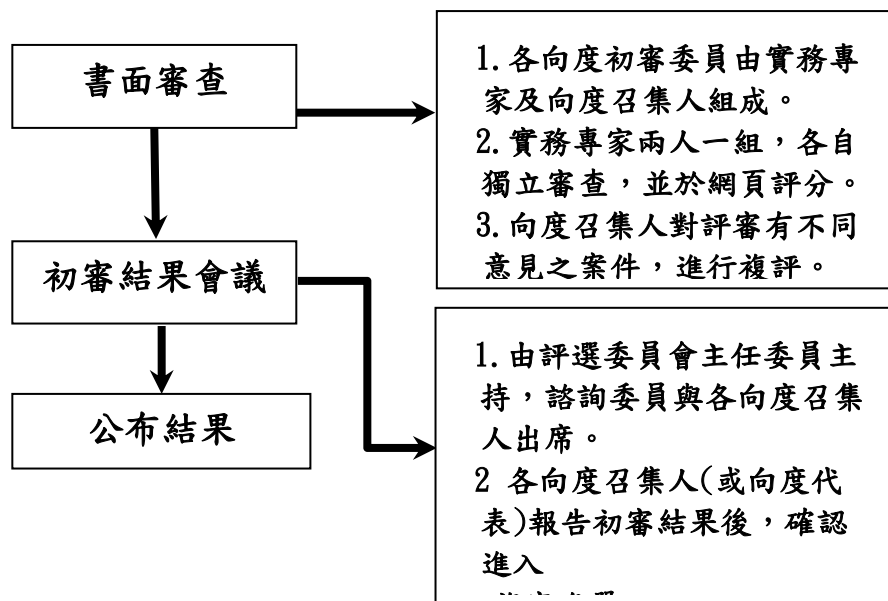 書面審查
1. 各向度初審委員由實務專
家及向度召集人組成。
2. 實務專家兩人一組，各自
獨立審查，並於網頁評分。
3. 向度召集人對評審有不同
意見之案件，進行複評。
初審結果會議
1. 由評選委員會主任委員主
持，諮詢委員與各向度召集
人出席。
2 各向度召集人(或向度代
表)報告初審結果後，確認
進入
公布結果